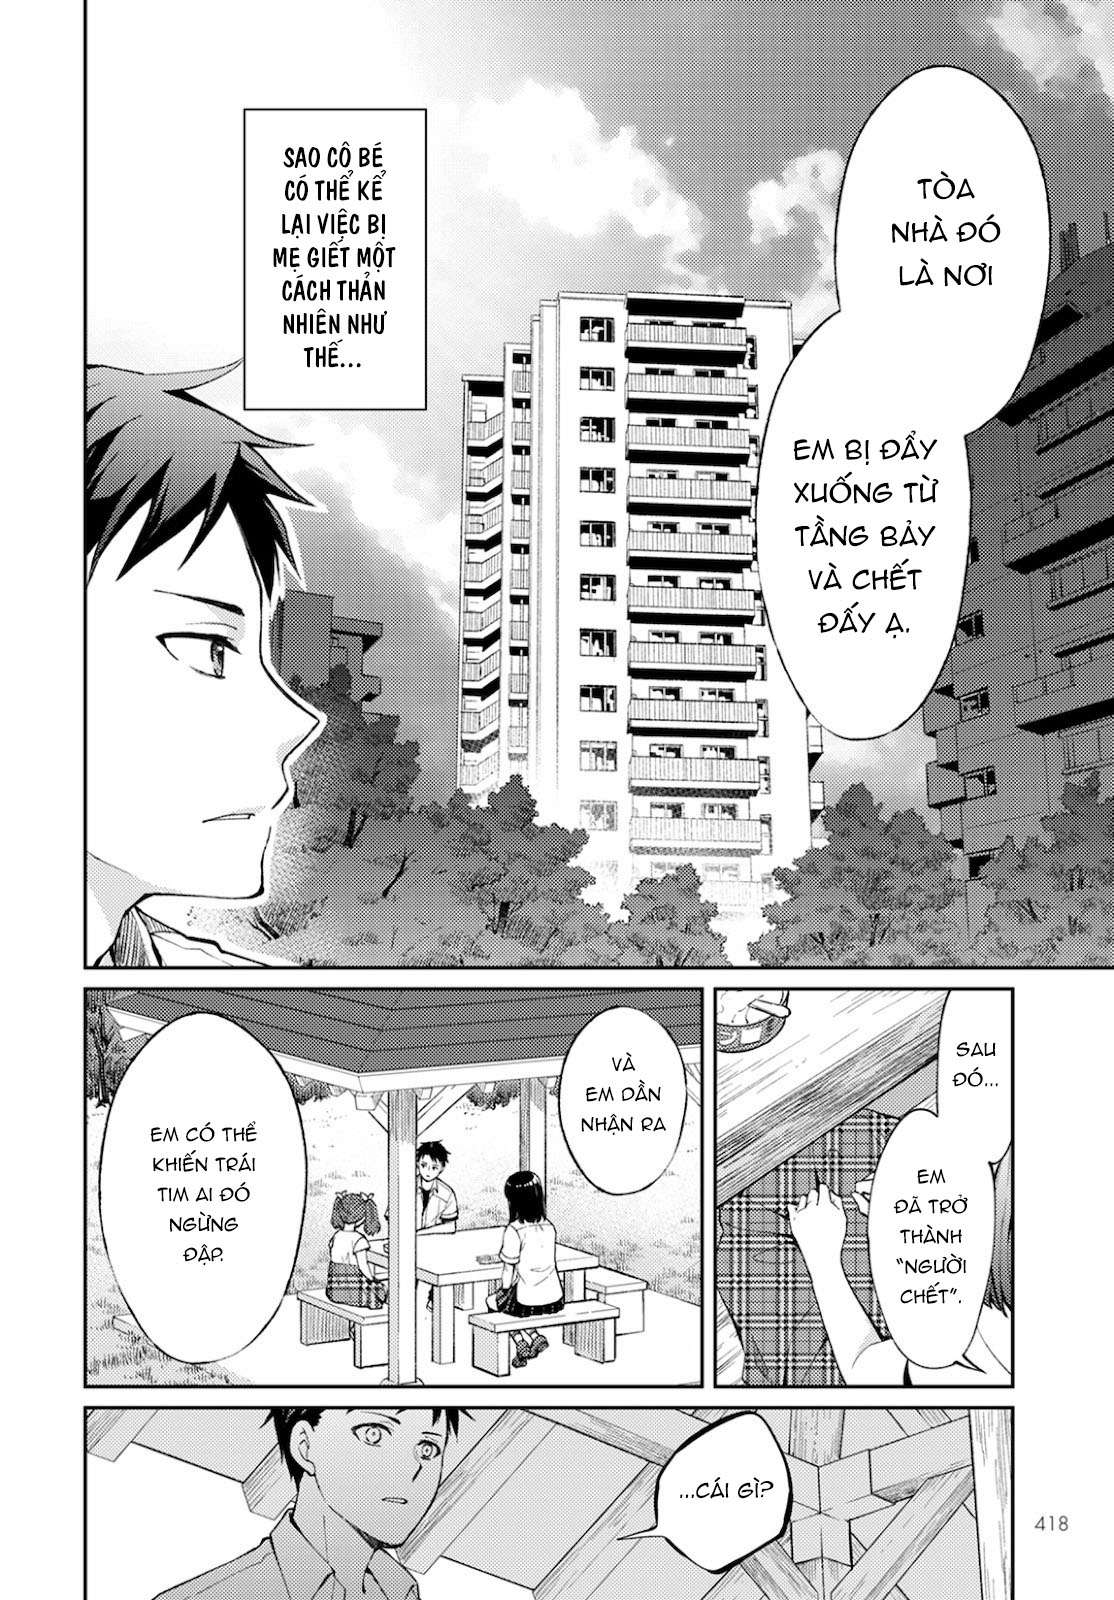 TÒA
NHÀ ĐÓ
LÀ NƠI
EM BỊ ĐẨY
XUỐNG TỪ
TẦNG BẢY
VÀ CHẾT
ĐẤY Ạ.
SAO CÔ BÉ
CÓ THỂ KỂ
LẠI VIỆC BỊ
MẸ GIẾT MỘT
CÁCH THẢN
NHIÊN NHƯ
THẾ...
SAU
ĐÓ...
EM
ĐÃ TRỞ
THÀNH
"NGƯỜI
CHẾT".
VÀ
EM DẦN
NHẬN RA
EM CÓ THỂ
KHIẾN TRÁI
TIM AI ĐÓ
NGỪNG
ĐẬP.
...CÁI GÌ?
418